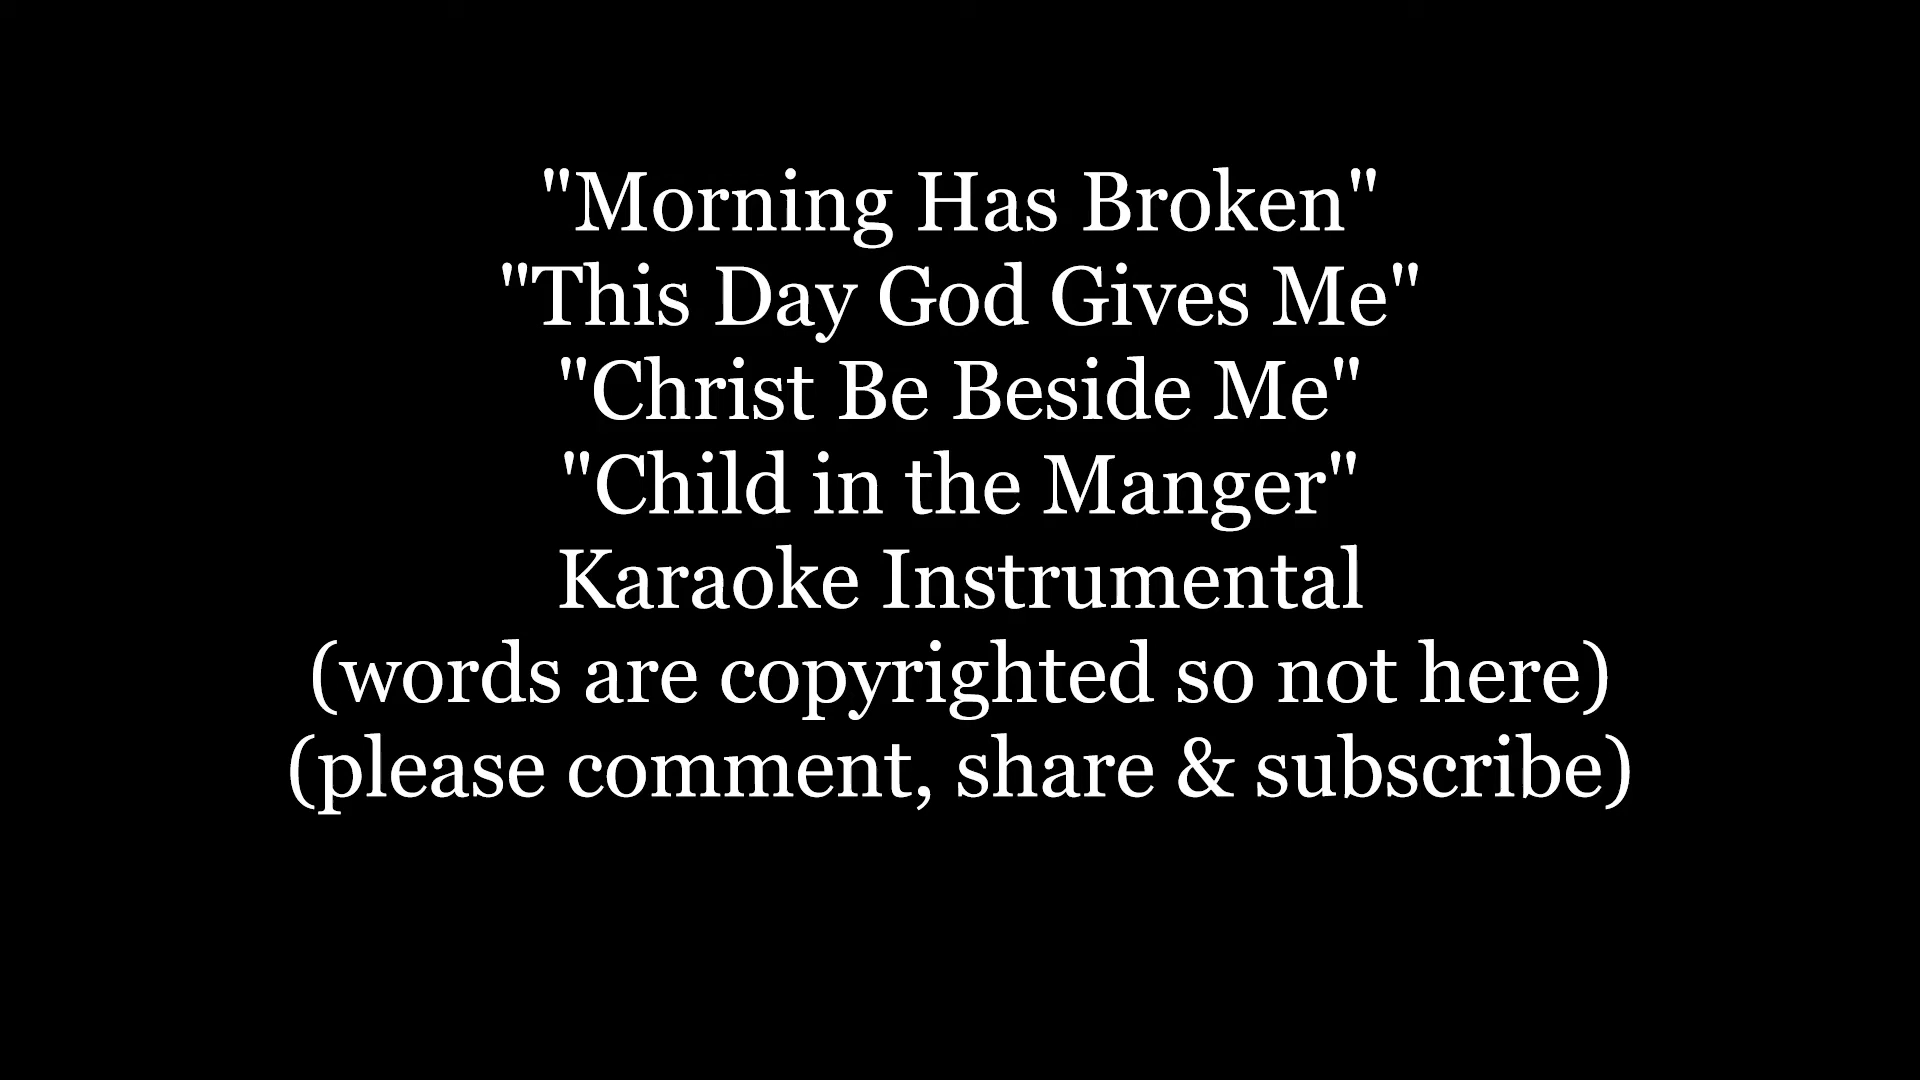 "Morning Has Broken"
"This Day God Gives Me"
"Christ Be Beside Me"
"Child in the Manger"
Karaoke Instrumental
(words are copyrighted so not here)
(please comment, share & subscribe)